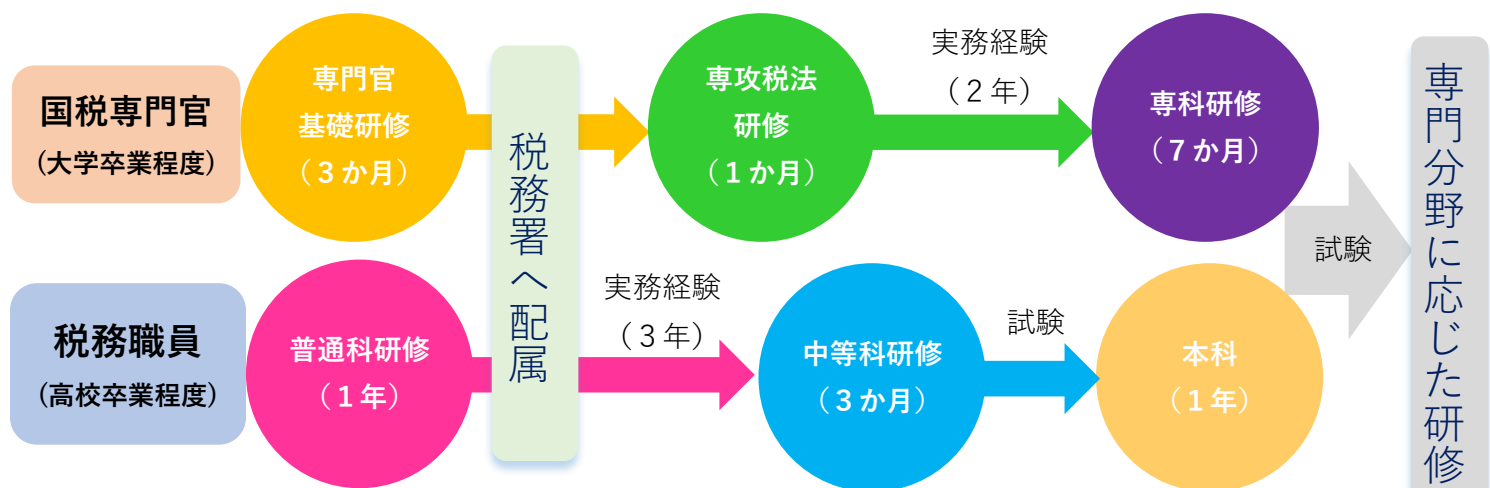 国税専門官
(大学卒業程度)
専門官
基礎研修
（３か月）
税務署へ配属
専攻税法
研修
（１か月）
実務経験
（２年）
専科研修
（７か月）
税務職員
(高校卒業程度)
普通科研修
（１年）
実務経験
（３年）
中等科研修
（３か月）
試験
本科
（１年）
試験
専門分野に応じた研修